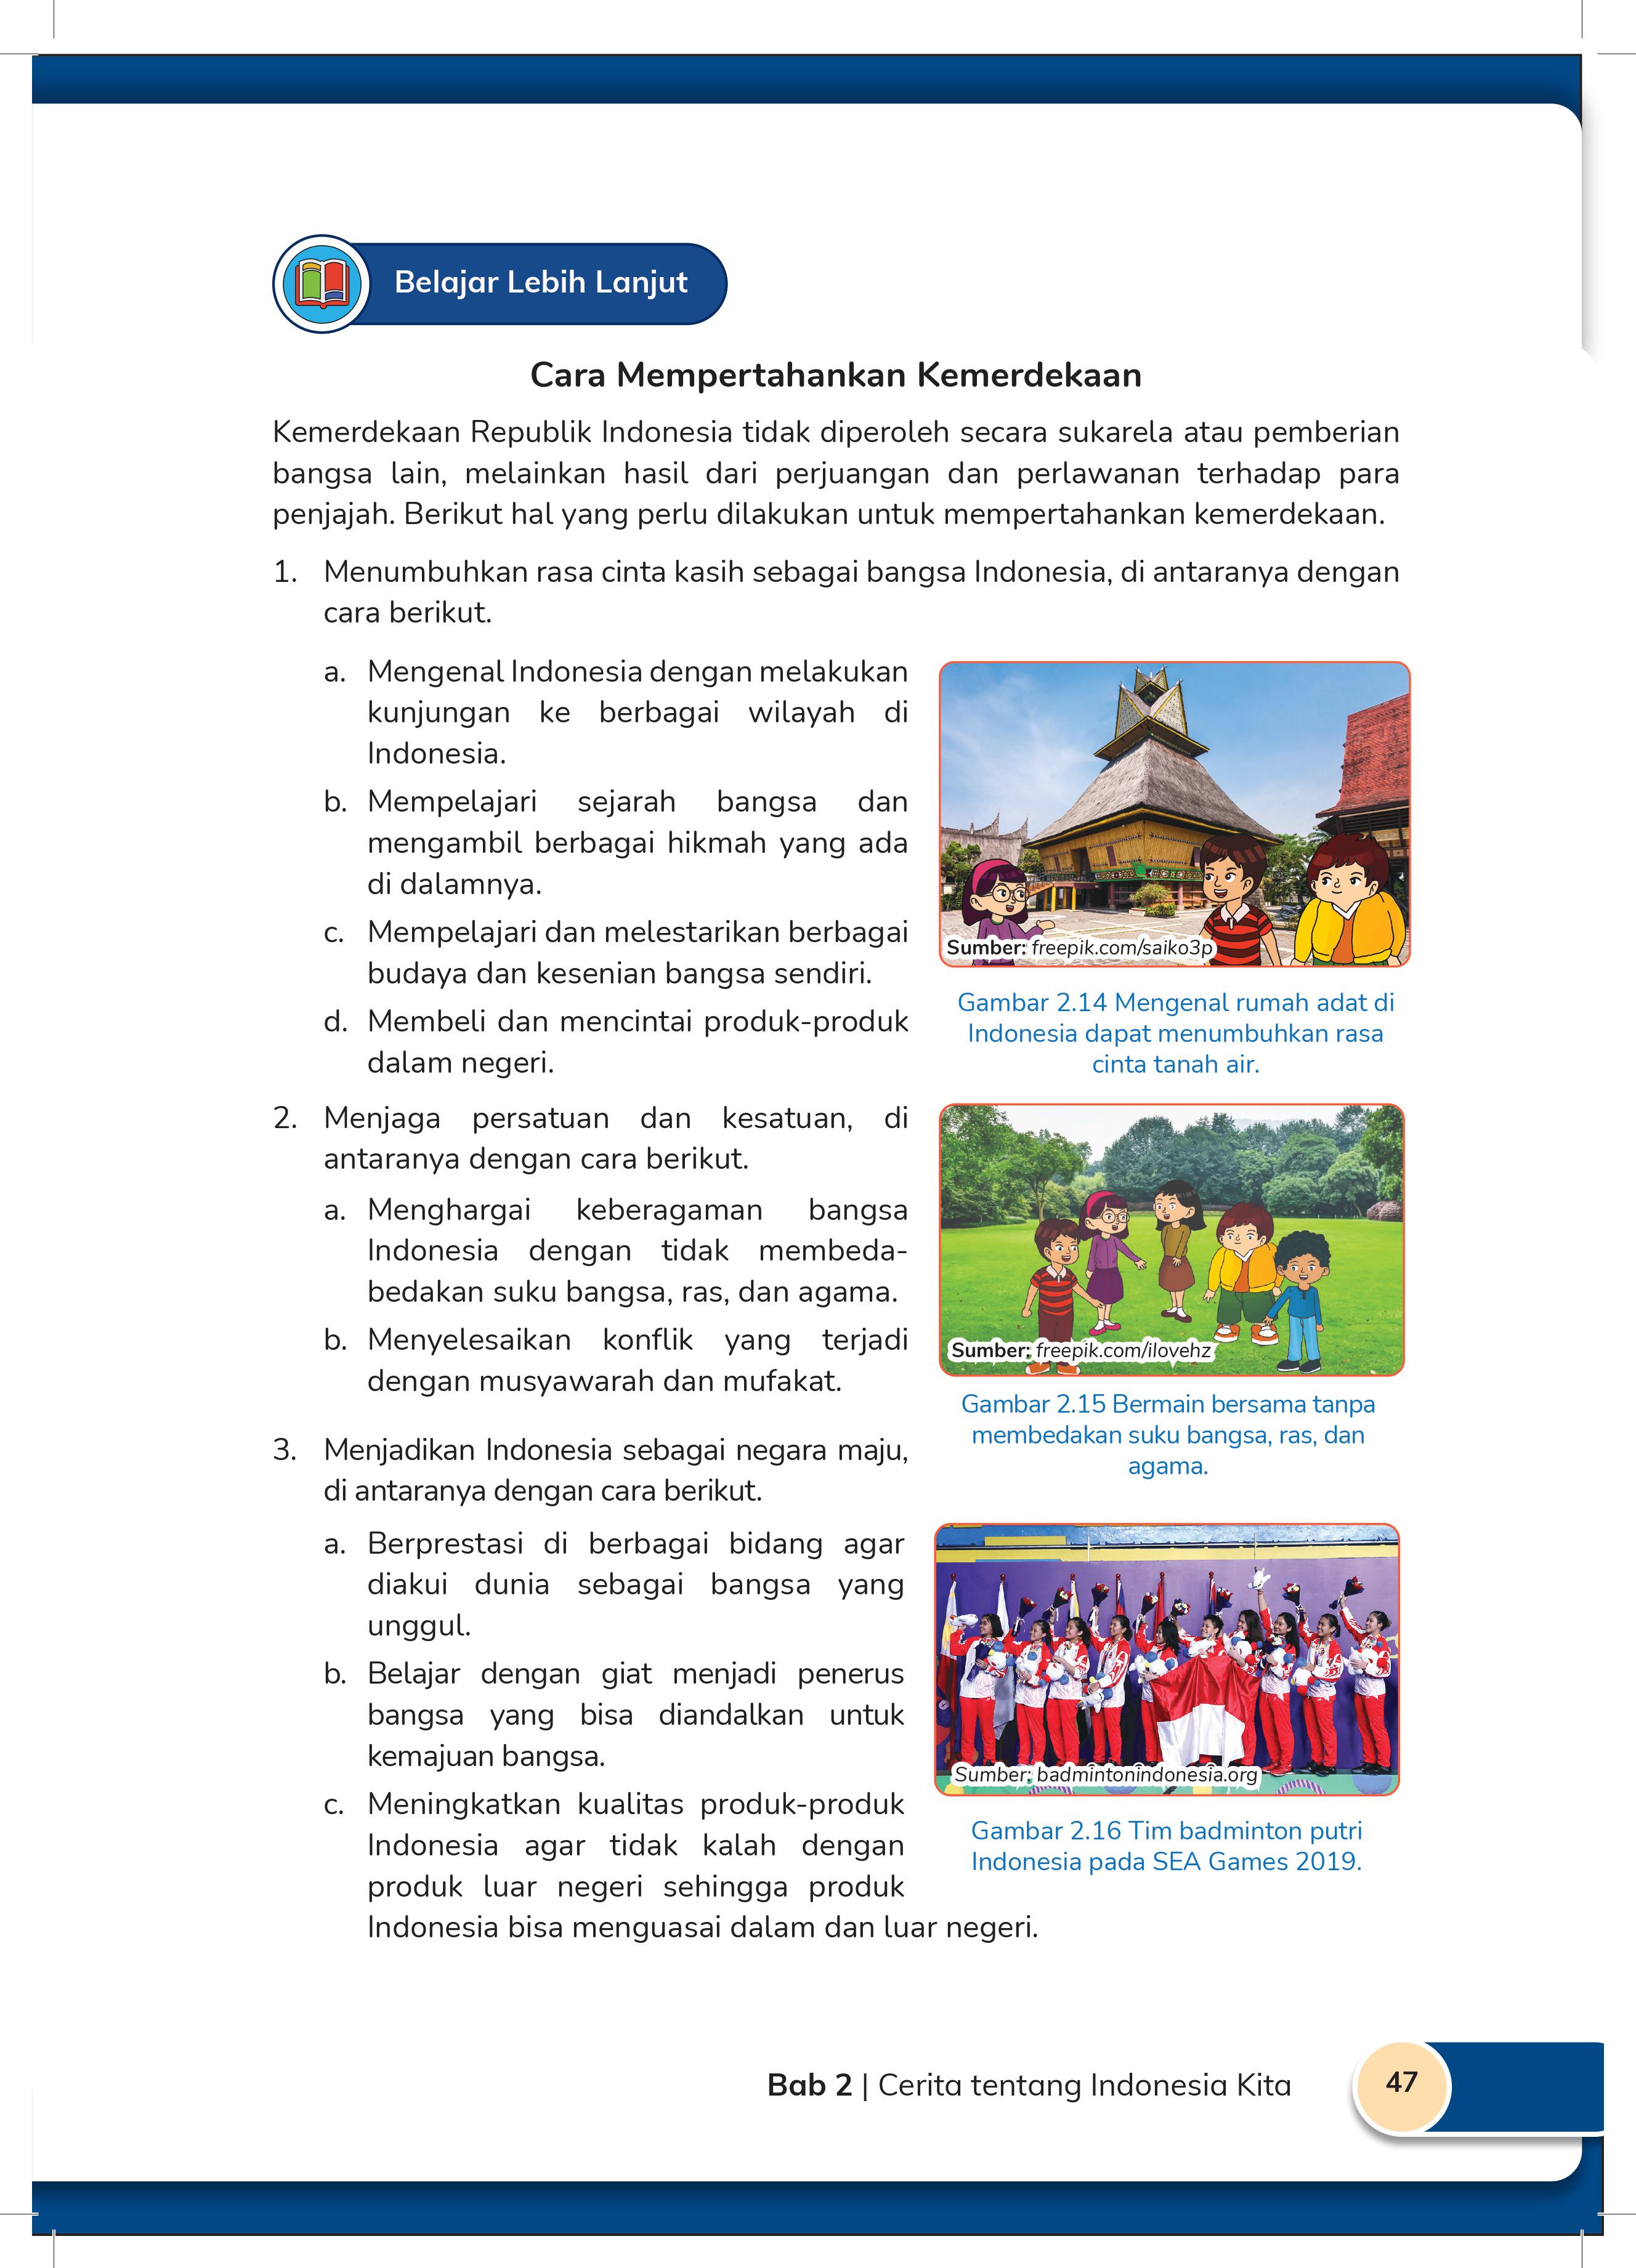 Belajar Lebih Lanjut
Cara Mempertahankan Kemerdekaan
Kemerdekaan Republik Indonesia tidak diperoleh secara sukarela atau pemberian
bangsa lain, melainkan hasil dari perjuangan dan perlawanan terhadap para
penjajah. Berikut hal yang perlu dilakukan untuk mempertahankan kemerdekaan.
1. Menumbuhkan rasa cinta kasih sebagai bangsa Indonesia, di antaranya dengan
cara berikut.
a. Mengenal Indonesia dengan melakukan
kunjungan ke berbagai wilayah di
Indonesia.
b. Mempelajari sejarah bangsa dan
mengambil berbagai hikmah yang ada
di dalamnya.
c. Mempelajari dan melestarikan berbagai
budaya dan kesenian bangsa sendiri.
d. Membeli dan mencintai produk-produk
dalam negeri.
Sumber: freepik.com/saiko3p
Gambar 2.14 Mengenal rumah adat di
Indonesia dapat menumbuhkan rasa
cinta tanah air.
2. Menjaga persatuan dan kesatuan, di
antaranya dengan cara berikut.
a. Menghargai keberagaman bangsa
Indonesia dengan tidak membeda-
bedakan suku bangsa, ras, dan agama.
b. Menyelesaikan konflik yang terjadi
dengan musyawarah dan mufakat.
Sumber: freepik.com/ilovehz
Gambar 2.15 Bermain bersama tanpa
membedakan suku bangsa, ras, dan
agama.
3. Menjadikan Indonesia sebagai negara maju,
di antaranya dengan cara berikut.
a. Berprestasi di berbagai bidang agar
diakui dunia sebagai bangsa yang
unggul.
b. Belajar dengan giat menjadi penerus
bangsa yang bisa diandalkan untuk
kemajuan bangsa.
c. Meningkatkan kualitas produk-produk
Indonesia agar tidak kalah dengan
produk luar negeri sehingga produk
Indonesia bisa menguasai dalam dan luar negeri.
Sumber: badmintonindonesia.org
Gambar 2.16 Tim badminton putri
Indonesia pada SEA Games 2019.
Bab 2 | Cerita tentang Indonesia Kita
47